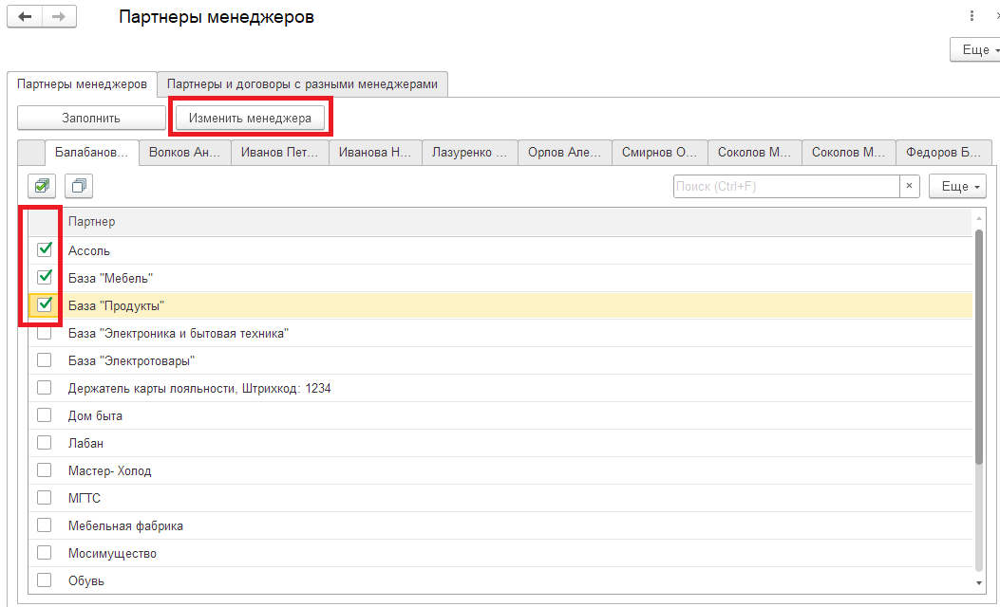 Партнеры менеджеров
Еще
Партнеры менеджеров Партнеры и договоры с разными менеджерами
Заполнить Изменить менеджера
Балабанов... Волков Ан... Иванов Пет... Иванова Н... Лазуренко ... Орлов Але... Смирнов О... Соколов М... Соколов М... Федоров Б...
Поиск (Ctrl+F) × Еще
Партнер
Ассоль
База "Мебель"
База "Продукты"
База "Электроника и бытовая техника"
База "Электротовары"
Держатель карты лояльности, Штрихкод: 1234
Дом быта
Лабан
Мастер- Холод
МГТС
Мебельная фабрика
Мосимущество
Обувь